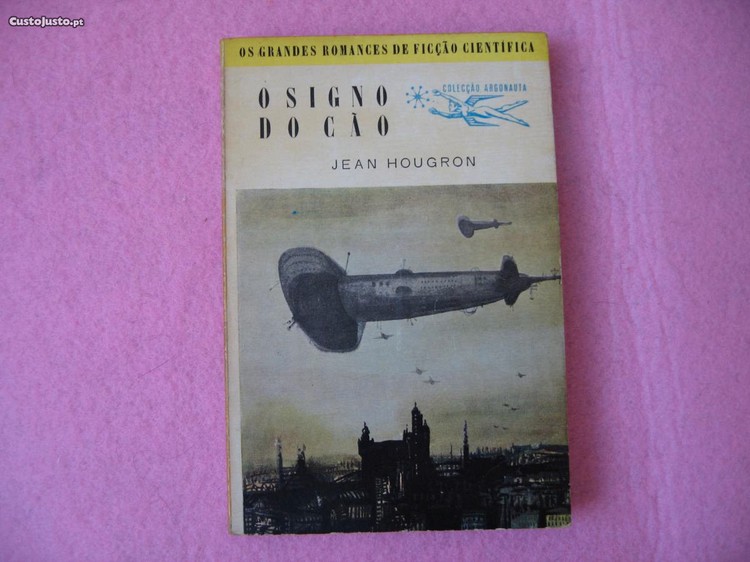 CustoJusto.pt
OS GRANDES ROMANCES DE FICÇÃO CIENTÍFICA
O SIGNO
DO CÃO
COLECÇÃO ARGONAUTA
JEAN HOUGRON